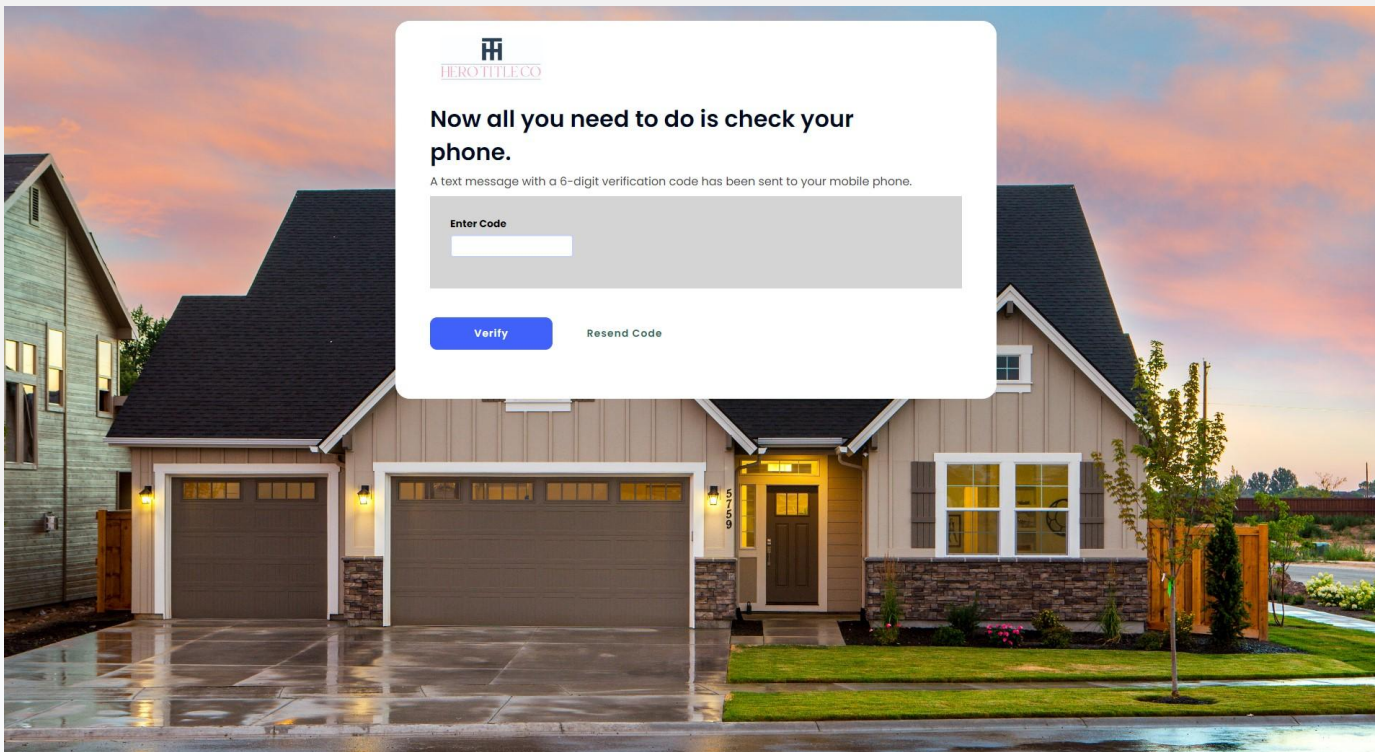 TH
HERO TITLE CO
Now all you need to do is check your
phone.
A text message with a 6-digit verification code has been sent to your mobile phone.
Enter Code
Verify
Resend Code
5759